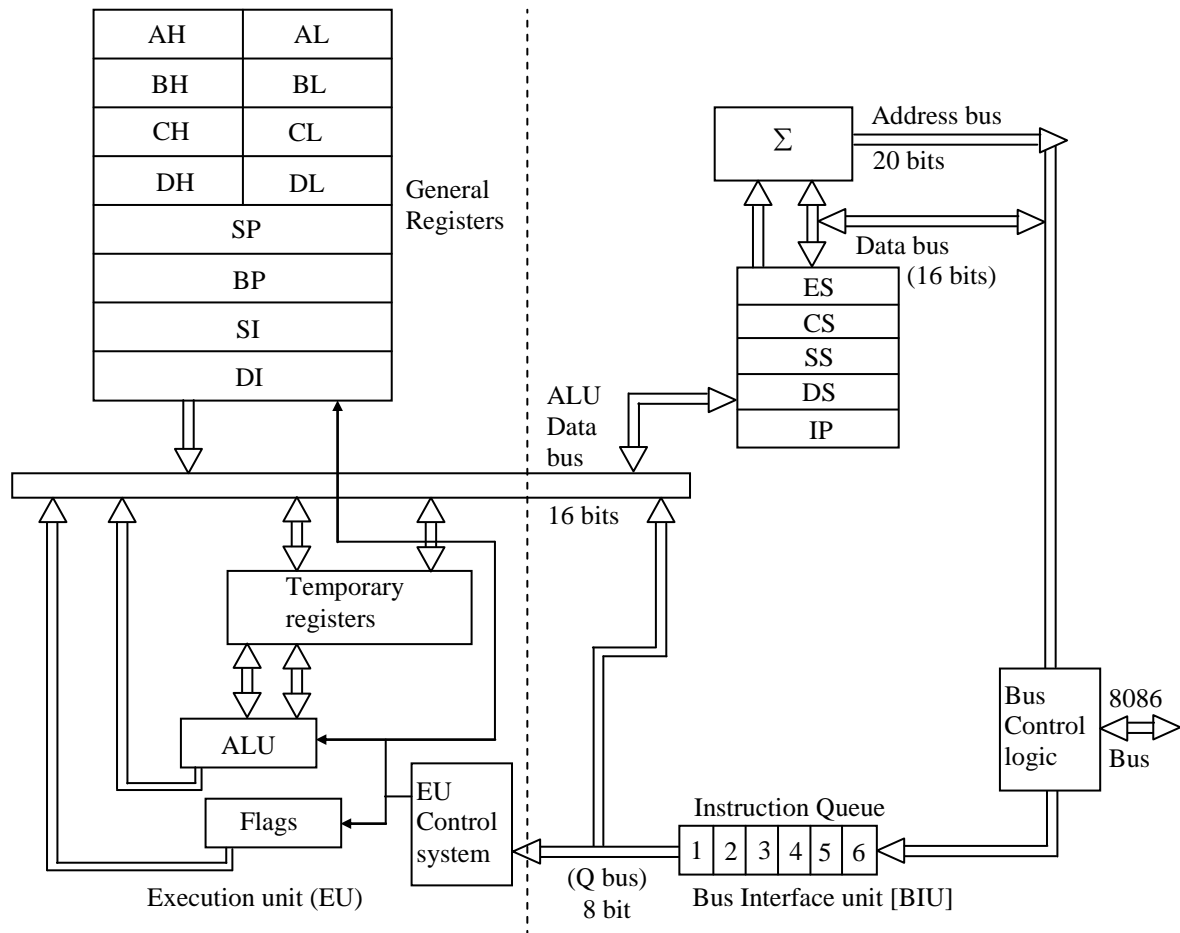 AH AL
BH BL
CH CL
DH DL
SP
BP
SI
DI
General
Registers
Σ
Address bus
20 bits
Data bus
(16 bits)
ES
CS
SS
DS
IP
ALU
Data
bus
16 bits
Temporary
registers
ALU
Flags
EU
Control
system
Execution unit (EU)
Bus
Control
logic
8086
Bus
Instruction Queue
1 2 3 4 5 6
(Q bus)
8 bit
Bus Interface unit [BIU]